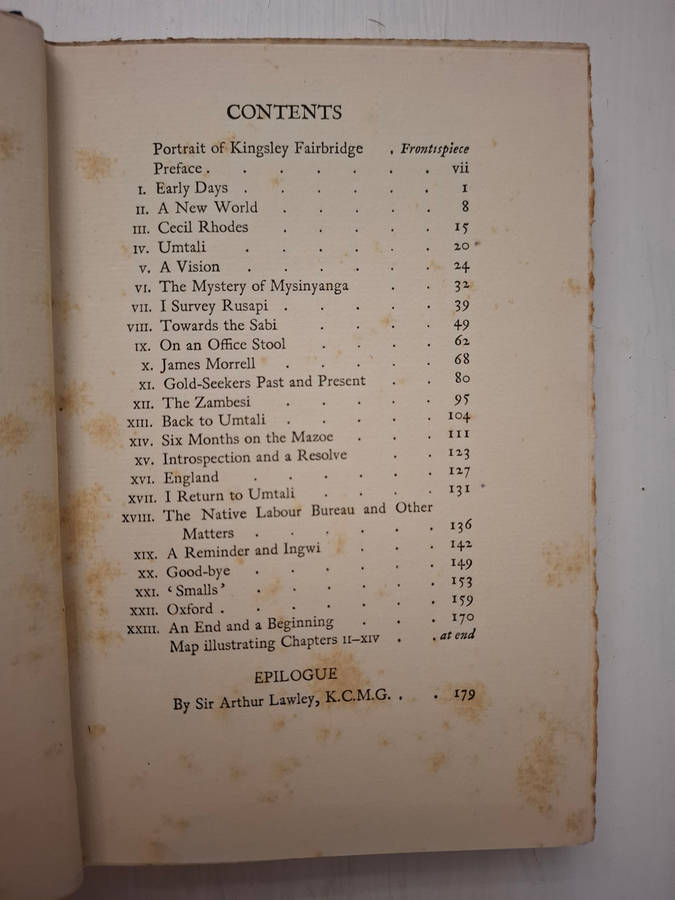 CONTENTS
Portrait of Kingsley Fairbridge . Frontispiece
Preface . . . . . . . vii
I. Early Days . . . . . . 1
II. A New World . . . . . 8
III. Cecil Rhodes . . . . . 15
IV. Umtali . . . . . . 20
V. A Vision . . . . . . 24
VI. The Mystery of Mysinyanga . . 32
VII. I Survey Rusapi . . . . . 39
VIII. Towards the Sabi . . . . 49
IX. On an Office Stool . . . . 62
X. James Morrell . . . . . 68
XI. Gold-Seekers Past and Present . . 80
XII. The Zambesi . . . . . 95
XIII. Back to Umtali . . . . . 104
XIV. Six Months on the Mazoe . . . 111
XV. Introspection and a Resolve . . 123
XVI. England . . . . . 127
XVII. I Return to Umtali . . . . 131
XVIII. The Native Labour Bureau and Other
Matters . . . . . . 136
XIX. A Reminder and Ingwi . . . 142
XX. Good-bye . . . . . . 149
XXI. ‘Smalls’ . . . . . . 153
XXII. Oxford . . . . . . . 159
XXIII. An End and a Beginning . . . 170
Map illustrating Chapters II–XIV . . at end
EPILOGUE
By Sir Arthur Lawley, K.C.M.G. . . 179